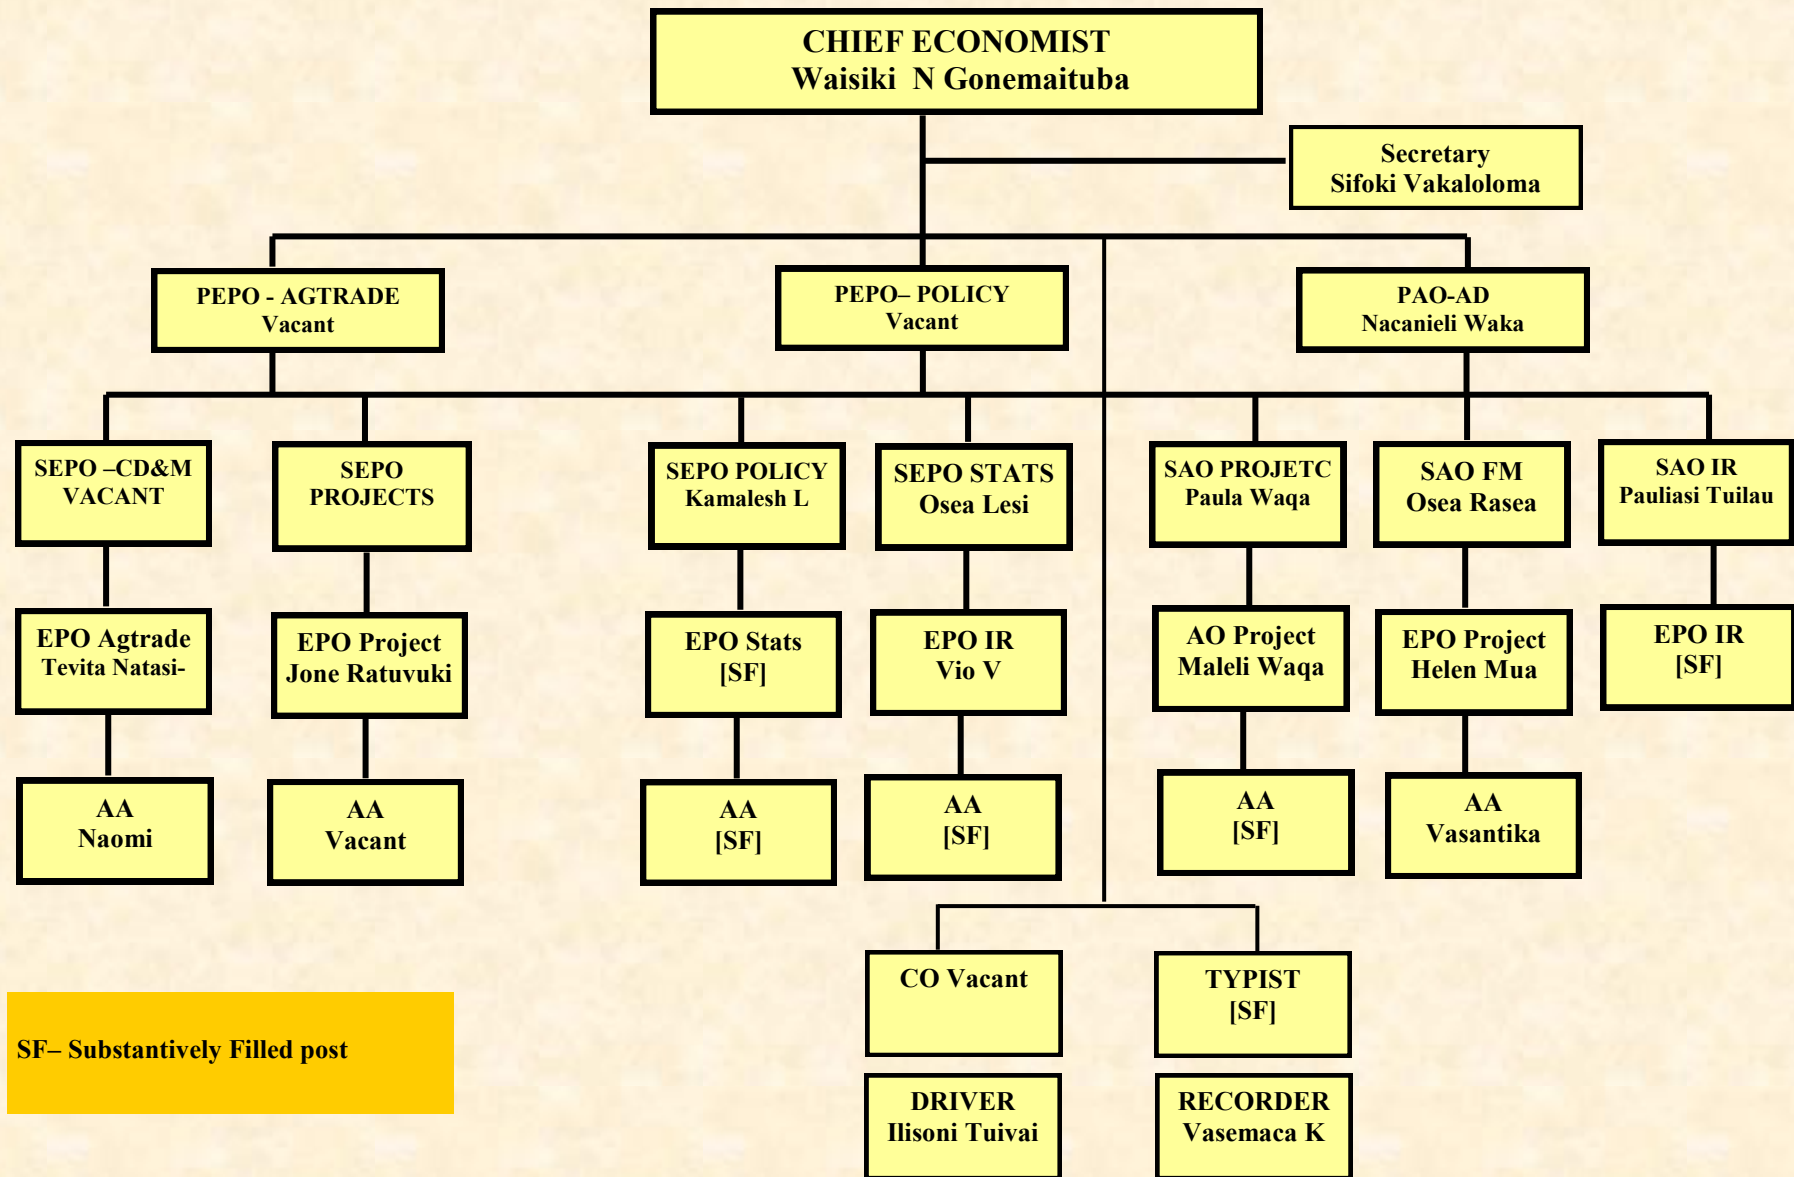 CHIEF ECONOMIST
Waisiki N Gonemaituba
Secretary
Sifoki Vakaloloma
PEPO - AGTRADE
Vacant
PEPO– POLICY
Vacant
PAO-AD
Nacanieli Waka
SEPO –CD&M
VACANT
SEPO
PROJECTS
SEPO POLICY
Kamalesh L
SEPO STATS
Osea Lesi
SAO PROJETC
Paula Waqa
SAO FM
Osea Rasea
SAO IR
Pauliasi Tuilau
EPO Agtrade
Tevita Natasi-
EPO Project
Jone Ratuvuki
EPO Stats
[SF]
EPO IR
Vio V
AO Project
Maleli Waqa
EPO Project
Helen Mua
EPO IR
[SF]
AA
Naomi
AA
Vacant
AA
[SF]
AA
[SF]
AA
[SF]
AA
Vasantika
CO Vacant
TYPIST
[SF]
SF– Substantively Filled post
DRIVER
Ilisoni Tuivai
RECORDER
Vasemaca K